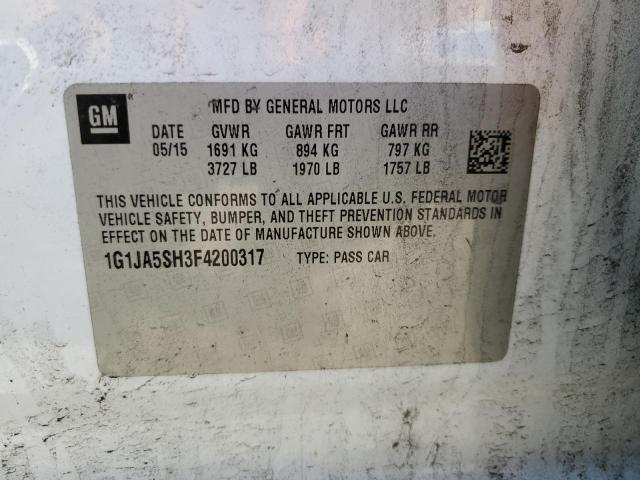 GM
MFD BY GENERAL MOTORS LLC
DATE GVWR GAWR FRT GAWR RR
05/15 1691 KG 894 KG 797 KG
3727 LB 1970 LB 1757 LB
THIS VEHICLE CONFORMS TO ALL APPLICABLE U.S. FEDERAL MOTOR
VEHICLE SAFETY, BUMPER, AND THEFT PREVENTION STANDARDS IN
EFFECT ON THE DATE OF MANUFACTURE SHOWN ABOVE.
1G1JA5SH3F4200317 TYPE: PASS CAR